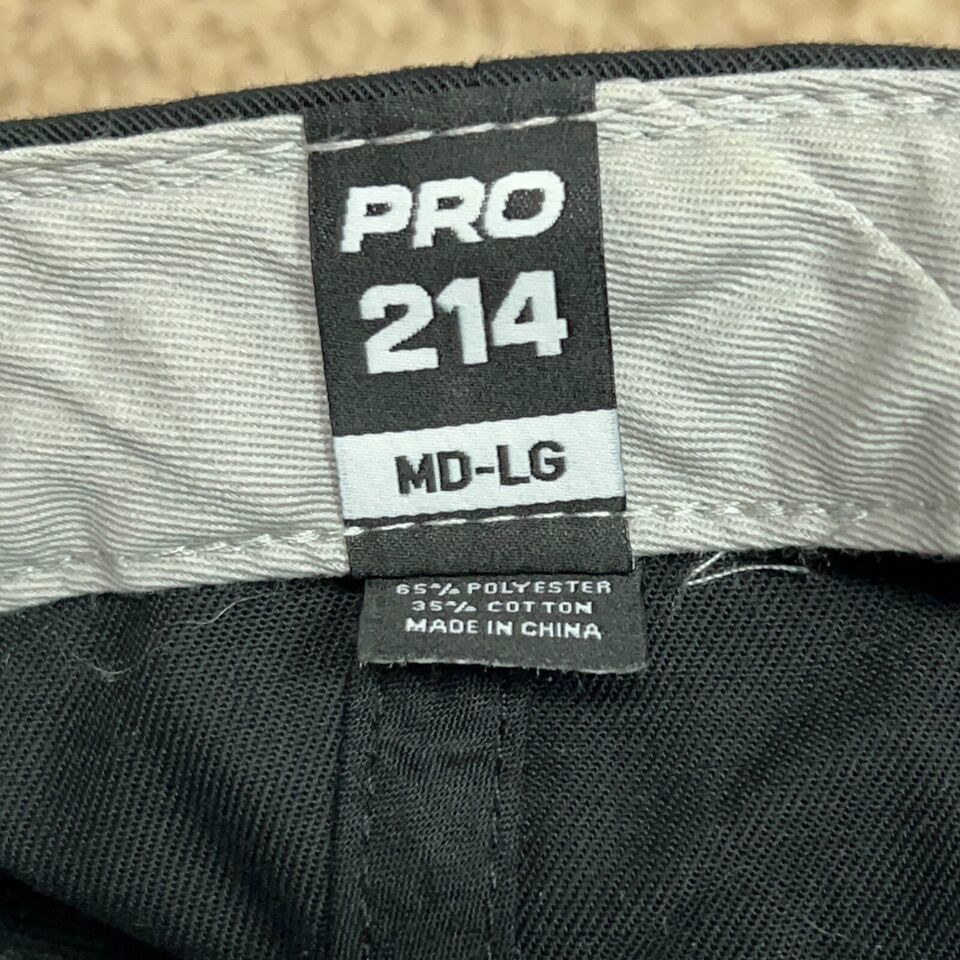 PRO
214
MD-LG
65% POLYESTER
35% COTTON
MADE IN CHINA